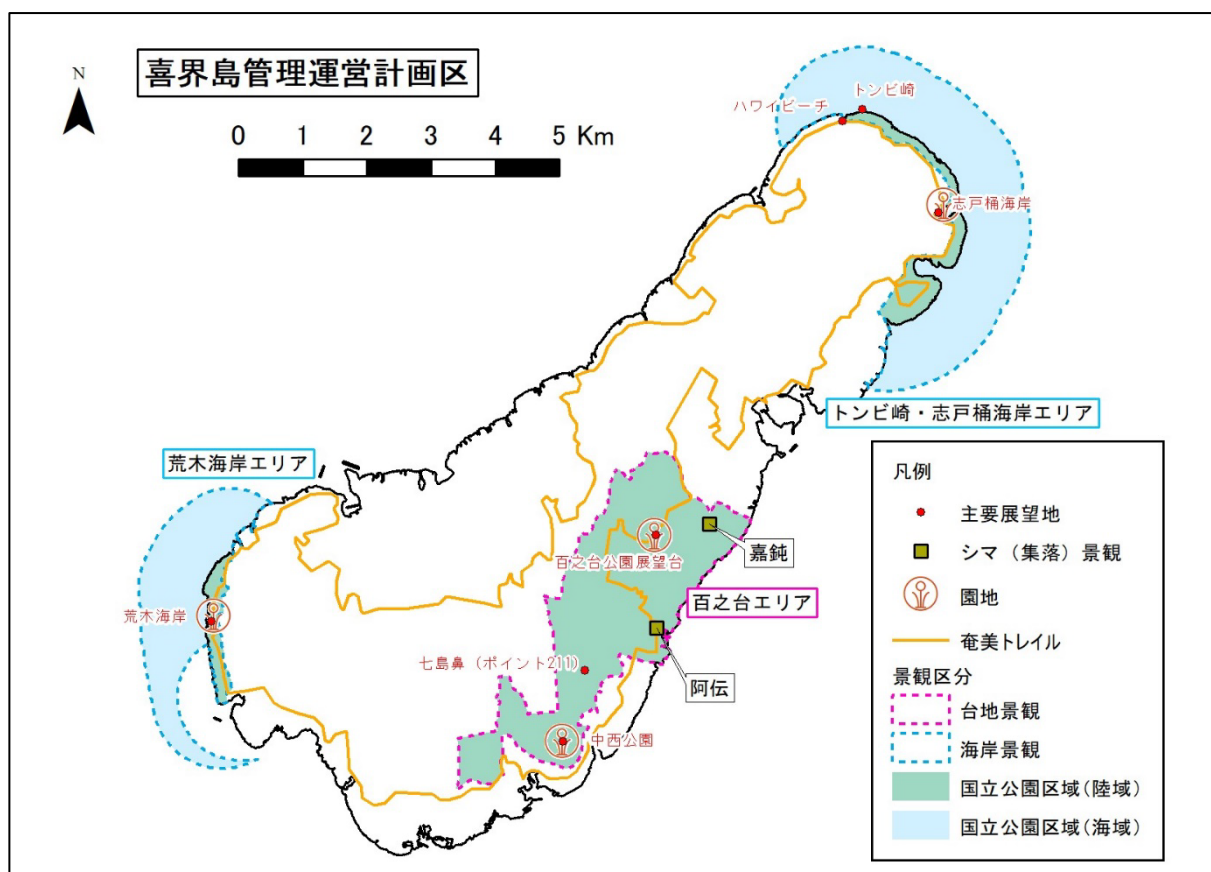 喜界島管理運営計画区
N
0 1 2 3 4 5 Km
トンビ崎
ハワイビーチ
志戸桶海岸
トンビ崎・志戸桶海岸エリア
荒木海岸エリア
荒木海岸
百之台公園展望台
嘉鈍
百之台エリア
七島鼻（ポイント211）
阿伝
中西公園
凡例
主要展望地
シマ（集落）景観
園地
奄美トレイル
景観区分
台地景観
海岸景観
国立公園区域（陸域）
国立公園区域（海域）